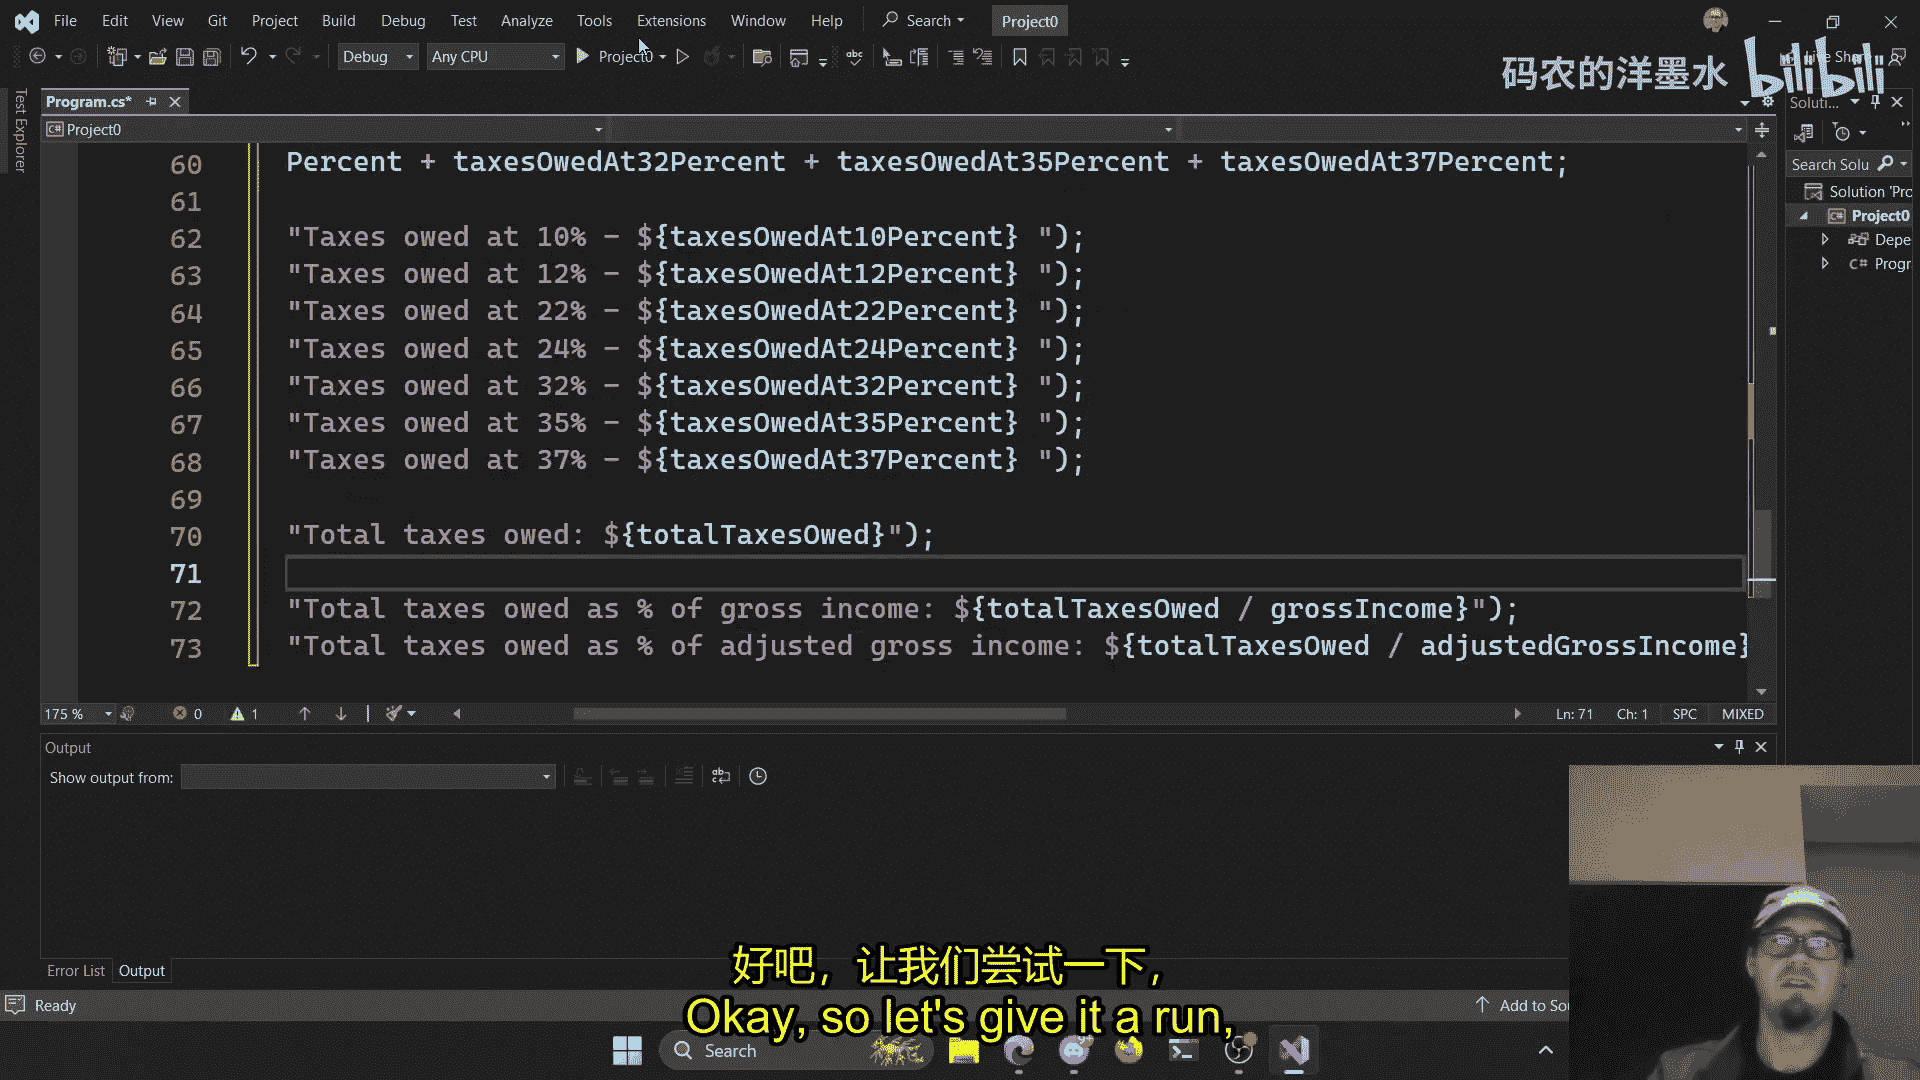 File Edit View Git Project Build Debug Test Analyze Tools Extensions Window Help Search Project0
Debug Any CPU Project0
码农的洋墨水 bilibili
Test Explorer
Program.cs*
Project0
Soluti...
Search Solu
Solution 'Pro
Project0
Depe
Progr
60 Percent + taxesOwedAt32Percent + taxesOwedAt35Percent + taxesOwedAt37Percent;
61
62 "Taxes owed at 10% - ${taxesOwedAt10Percent} ");
63 "Taxes owed at 12% - ${taxesOwedAt12Percent} ");
64 "Taxes owed at 22% - ${taxesOwedAt22Percent} ");
65 "Taxes owed at 24% - ${taxesOwedAt24Percent} ");
66 "Taxes owed at 32% - ${taxesOwedAt32Percent} ");
67 "Taxes owed at 35% - ${taxesOwedAt35Percent} ");
68 "Taxes owed at 37% - ${taxesOwedAt37Percent} ");
69
70 "Total taxes owed: ${totalTaxesOwed}");
71
72 "Total taxes owed as % of gross income: ${totalTaxesOwed / grossIncome}");
73 "Total taxes owed as % of adjusted gross income: ${totalTaxesOwed / adjustedGrossIncome}
175 % 0 1 Ln: 71 Ch: 1 SPC MIXED
Output
Show output from:
Error List Output
Ready Add to So
好吧，让我们尝试一下，
Okay, so let's give it a run,
Search